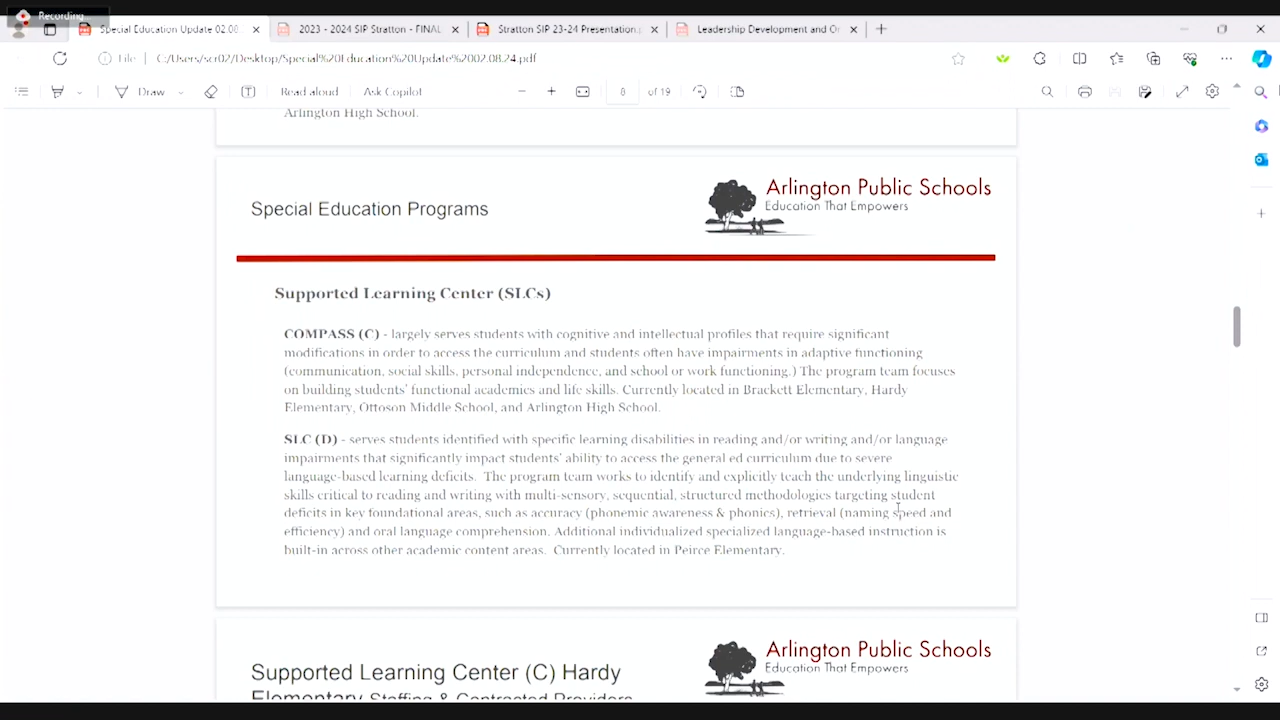 Recording...
Special Education Update 02.08...
2023 - 2024 SIP Stratton - FINAL
Stratton SIP 23-24 Presentation.p
Leadership Development and Or
File
C:/Users/scr02/Desktop/Special%20Education%20Update%2002.08.24.pdf
Draw
Read aloud
Ask Copilot
8 of 19
Arlington High School.
Special Education Programs
Arlington Public Schools
Education That Empowers
Supported Learning Center (SLCs)
COMPASS (C) - largely serves students with cognitive and intellectual profiles that require significant
modifications in order to access the curriculum and students often have impairments in adaptive functioning
(communication, social skills, personal independence, and school or work functioning.) The program team focuses
on building students' functional academics and life skills. Currently located in Brackett Elementary, Hardy
Elementary, Ottoson Middle School, and Arlington High School.
SLC (D) - serves students identified with specific learning disabilities in reading and/or writing and/or language
impairments that significantly impact students' ability to access the general ed curriculum due to severe
language-based learning deficits. The program team works to identify and explicitly teach the underlying linguistic
skills critical to reading and writing with multi-sensory, sequential, structured methodologies targeting student
deficits in key foundational areas, such as accuracy (phonemic awareness & phonics), retrieval (naming speed and
efficiency) and oral language comprehension. Additional individualized specialized language-based instruction is
built-in across other academic content areas. Currently located in Peirce Elementary.
Supported Learning Center (C) Hardy
Elementary Staffing & Contracted Providers
Arlington Public Schools
Education That Empowers